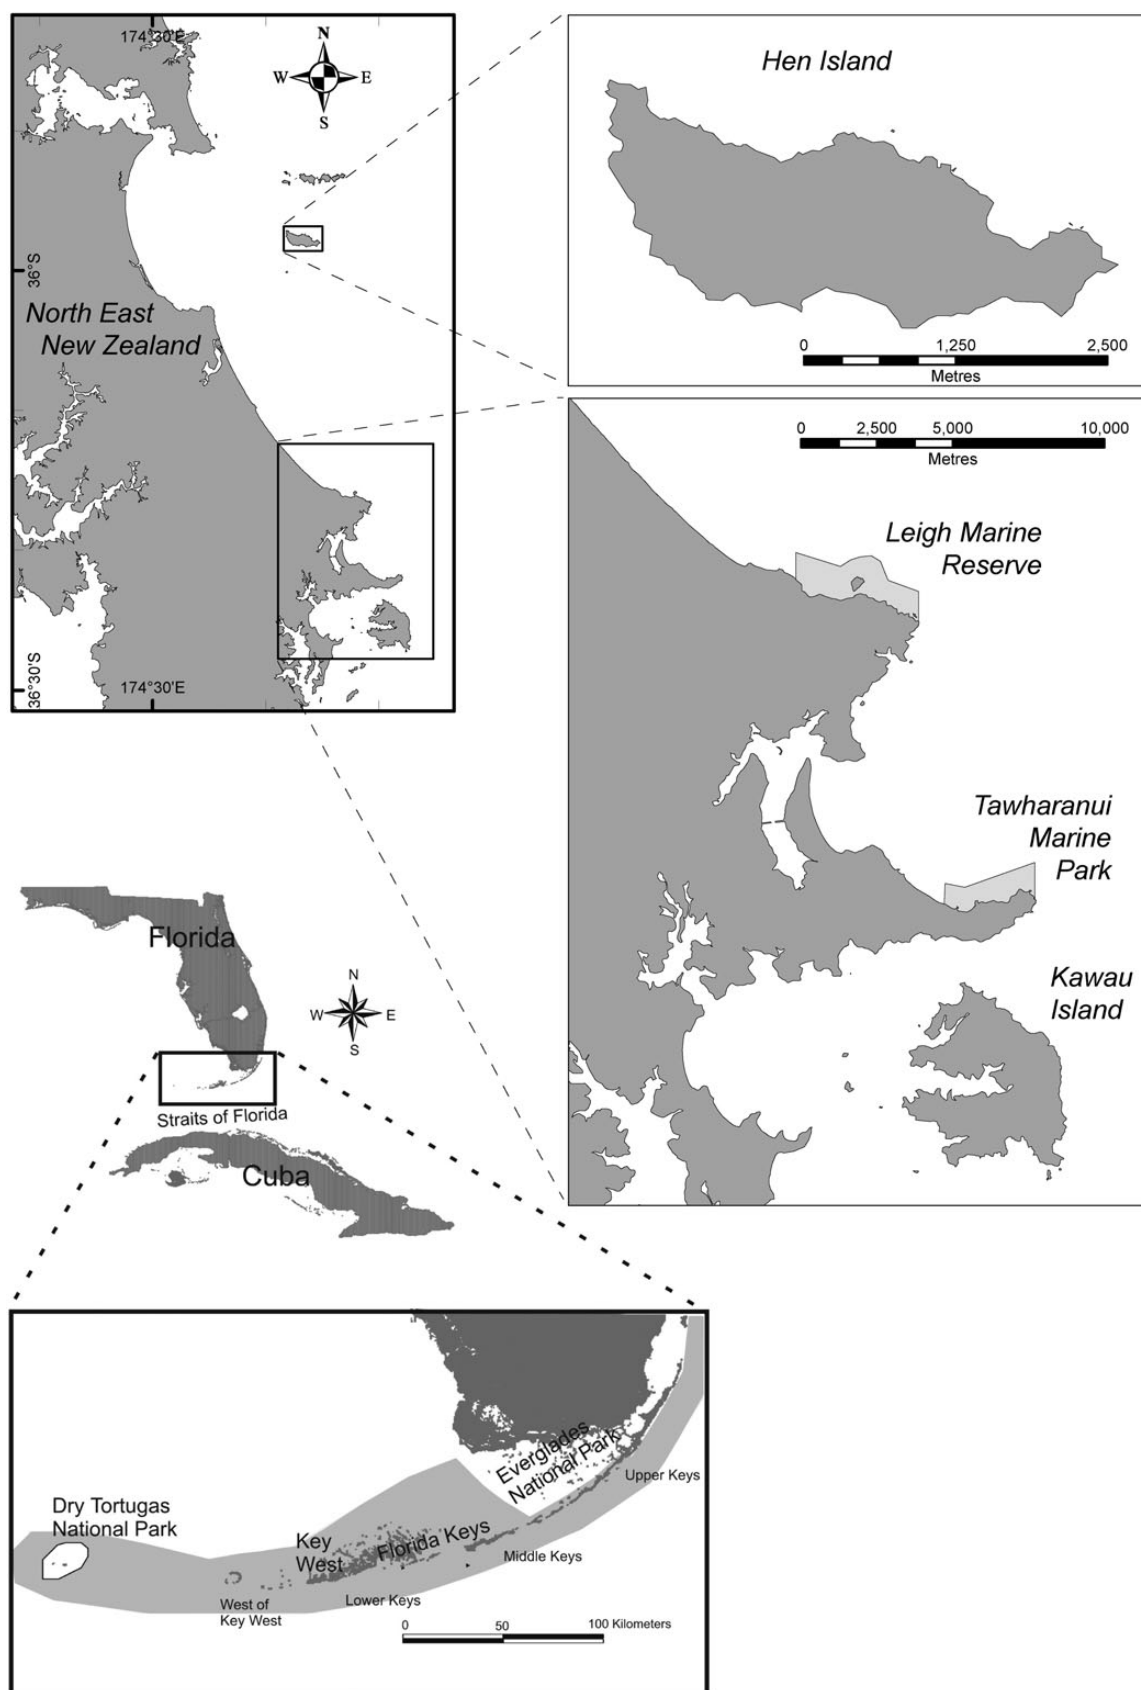 174°30'E
N
W
E
S
36°S
North East
New Zealand
36°30'S
174°30'E
Hen Island
0
1,250
2,500
Metres
0
2,500
5,000
10,000
Metres
Leigh Marine
Reserve
Tawharanui
Marine
Park
Kawau
Island
Florida
N
W
E
S
Straits of Florida
Cuba
Everglades
National Park
Upper Keys
Dry Tortugas
National Park
Key
West
Florida Keys
Middle Keys
West of
Key West
Lower Keys
0
50
100 Kilometers